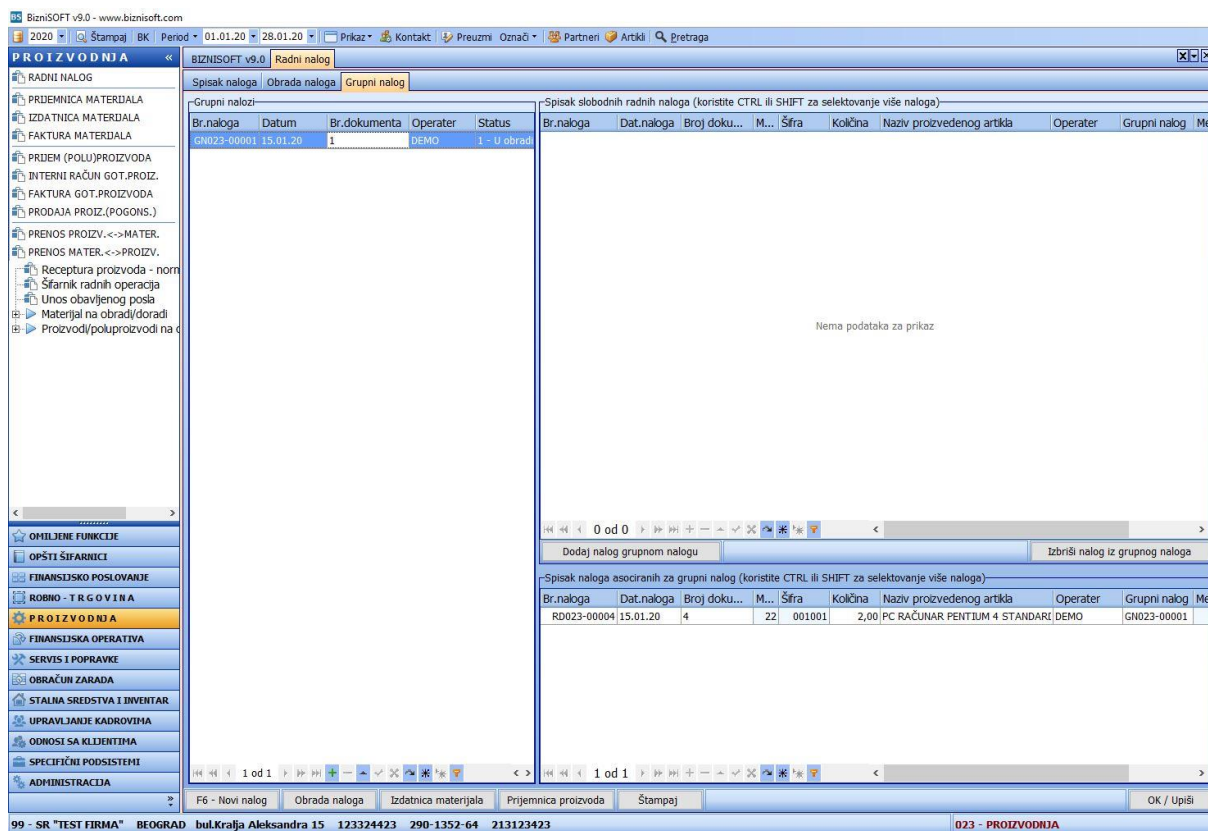 BizniSOFT v9.0 - www.biznisoft.com
2020 Štampaj BK Period 01.01.20 28.01.20 Prikaz Kontakt Preuzmi Označi Partneri Artikli Pretraga
PROIZVODNJA «
RADNI NALOG
PRIJEMNICA MATERIJALA
IZDATNICA MATERIJALA
FAKTURA MATERIJALA
PRIJEM (POLU)PROIZVODA
INTERNI RAČUN GOT.PROIZ.
FAKTURA GOT.PROIZVODA
PRODAJA PROIZ.(POGONS.)
PRENOS PROIZV.<->MATER.
PRENOS MATER.<->PROIZV.
Receptura proizvoda - norn
Šifarnik radnih operacija
Unos obavljenog posla
Materijal na obradi/doradi
Proizvodi/poluproizvodi na d
OMILJENE FUNKCIJE
OPŠTI ŠIFARNICI
FINANSIJSKO POSLOVANJE
ROBNO - T R G O V I N A
P R O I Z V O D NJ A
FINANSIJSKA OPERATIVA
SERVIS I POPRAVKE
OBRAČUN ZARADA
STALNA SREDSTVA I INVENTAR
UPRAVLJANJE KADROVIMA
ODNOSI SA KLIJENTIMA
SPECIFIČNI PODSISTEMI
ADMINISTRACIJA
BIZNISOFT v9.0 Radni nalog
Spisak naloga Obrada naloga Grupni nalog
Grupni nalozi
Br.naloga Datum Br.dokumenta Operater Status
GN023-00001 15.01.20 1 DEMO 1 - U obradi
1 od 1
Spisak slobodnih radnih naloga (koristite CTRL ili SHIFT za selektovanje više naloga)
Br.naloga Dat.naloga Broj doku... M... Šifra Količina Naziv proizvedenog artikla Operater Grupni nalog Me
Nema podataka za prikaz
0 od 0
Dodaj nalog grupnom nalogu Izbriši nalog iz grupnog naloga
Spisak naloga asociranih za grupni nalog (koristite CTRL ili SHIFT za selektovanje više naloga)
Br.naloga Dat.naloga Broj doku... M... Šifra Količina Naziv proizvedenog artikla Operater Grupni nalog Me
RD023-00004 15.01.20 4 22 001001 2,00 PC RAČUNAR PENTIUM 4 STANDARD DEMO GN023-00001
1 od 1
F6 - Novi nalog Obrada naloga Izdatnica materijala Prijemnica proizvoda Štampaj OK / Upiši
99 - SR "TEST FIRMA" BEOGRAD bul.Kralja Aleksandra 15 123324423 290-1352-64 213123423 023 - PROIZVODNJA